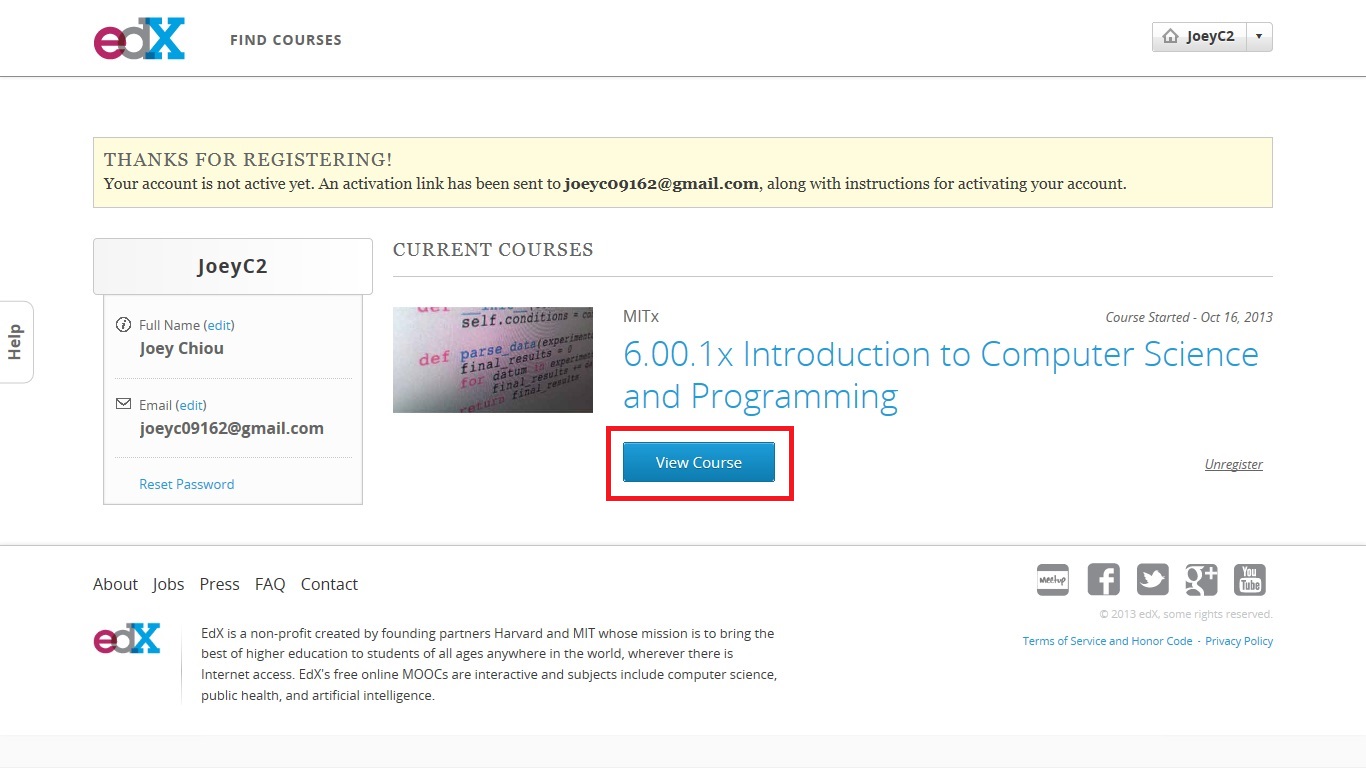 edX
FIND COURSES
JoeyC2
THANKS FOR REGISTERING!
Your account is not active yet. An activation link has been sent to joeyc09162@gmail.com, along with instructions for activating your account.
Help
JoeyC2
Full Name (edit)
Joey Chiou
Email (edit)
joeyc09162@gmail.com
Reset Password
CURRENT COURSES
self.conditions = co
def parse_data(experiment
final_results = 0
for datum in experime
final_results += da
return final_results
MITx
Course Started - Oct 16, 2013
6.00.1x Introduction to Computer Science
and Programming
View Course
Unregister
About Jobs Press FAQ Contact
edX
EdX is a non-profit created by founding partners Harvard and MIT whose mission is to bring the
best of higher education to students of all ages anywhere in the world, wherever there is
Internet access. EdX's free online MOOCs are interactive and subjects include computer science,
public health, and artificial intelligence.
Meetup
g+
You
Tube
© 2013 edX, some rights reserved.
Terms of Service and Honor Code - Privacy Policy